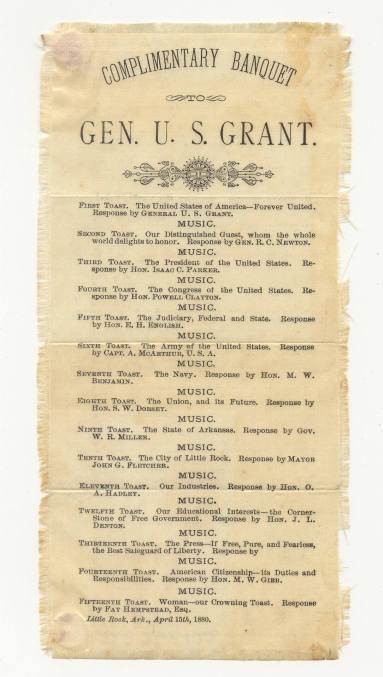 COMPLIMENTARY BANQUET
TO
GEN. U. S. GRANT.
FIRST TOAST. The United States of America—Forever United.
Response by GENERAL U. S. GRANT.
MUSIC.
SECOND TOAST. Our Distinguished Guest, whom the whole
world delights to honor. Response by GEN. R. C. NEWTON.
MUSIC.
THIRD TOAST. The President of the United States. Re-
sponse by HON. ISAAC C. PARKER.
MUSIC.
FOURTH TOAST. The Congress of the United States. Re-
sponse by HON. POWELL CLAYTON.
MUSIC.
FIFTH TOAST. The Judiciary, Federal and State. Response
by HON. E. H. ENGLISH.
MUSIC.
SIXTH TOAST. The Army of the United States. Response
by CAPT. A. MCARTHUR, U. S. A.
MUSIC.
SEVENTH TOAST. The Navy. Response by HON. M. W.
BENJAMIN.
MUSIC.
EIGHTH TOAST. The Union, and its Future. Response by
HON. S. W. DORSEY.
MUSIC.
NINTH TOAST. The State of Arkansas. Response by GOV.
W. R. MILLER.
MUSIC.
TENTH TOAST. The City of Little Rock. Response by MAYOR
JOHN G. FLETCHER.
MUSIC.
ELEVENTH TOAST. Our Industries. Response by HON. O.
A. HADLEY.
MUSIC.
TWELFTH TOAST. Our Educational Interests—the Corner-
Stone of Free Government. Response by HON. J. L.
DENTON.
MUSIC.
THIRTEENTH TOAST. The Press—If Free, Pure, and Fearless,
the Best Safeguard of Liberty. Response by
MUSIC.
FOURTEENTH TOAST. American Citizenship—its Duties and
Responsibilities. Response by HON. M. W. GIBB.
MUSIC.
FIFTEENTH TOAST. Woman—our Crowning Toast. Response
by FAY HEMPSTEAD, ESQ.
Little Rock, Ark., April 15th, 1880.